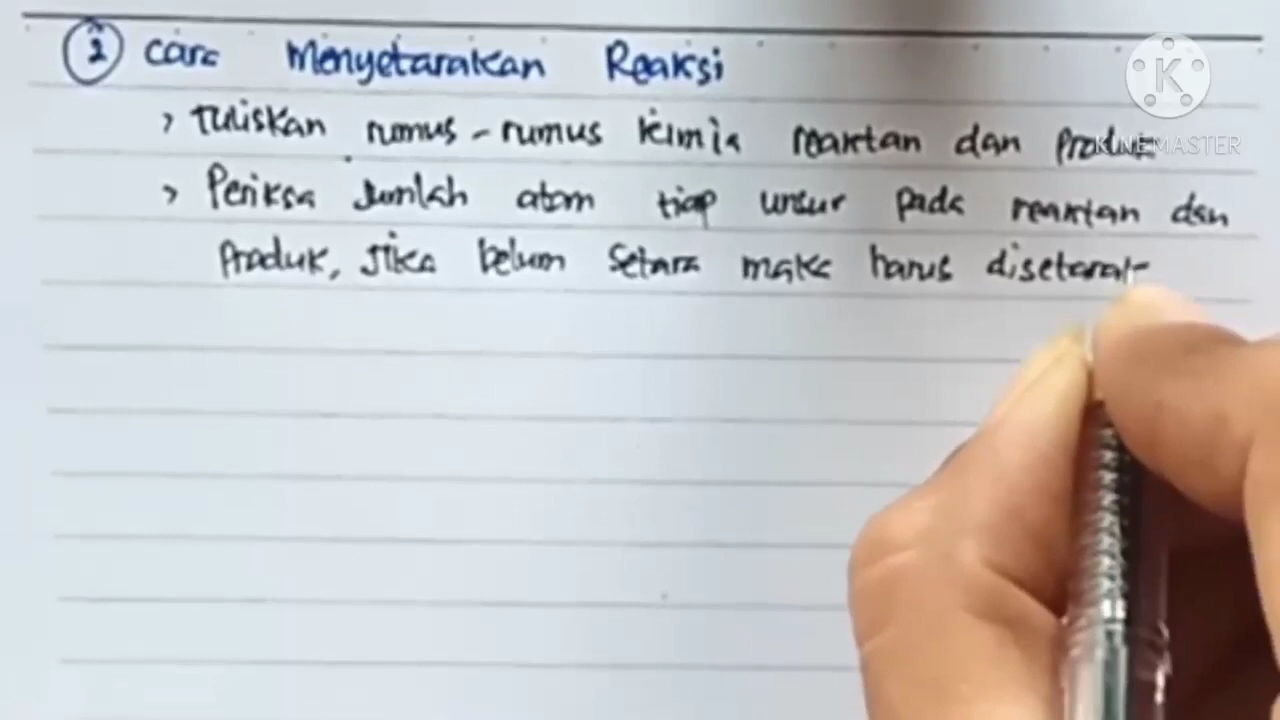 2 Cara Menyetarakan Reaksi
> Tuliskan rumus-rumus kimia reaktan dan Produk
> Periksa Jumlah atom tiap unsur pada reaktan dan
Produk, Jika belum Setara maka harus disetarak
K
KINEMASTER